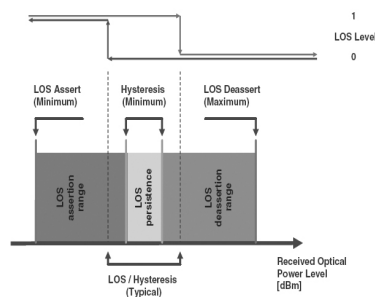 1
LOS Level
0
LOS Assert
(Minimum)
Hysteresis
(Minimum)
LOS Deassert
(Maximum)
LOS
assertion
range
LOS
persistence
LOS
deassertion
range
Received Optical
Power Level
[dBm]
LOS / Hysteresis
(Typical)